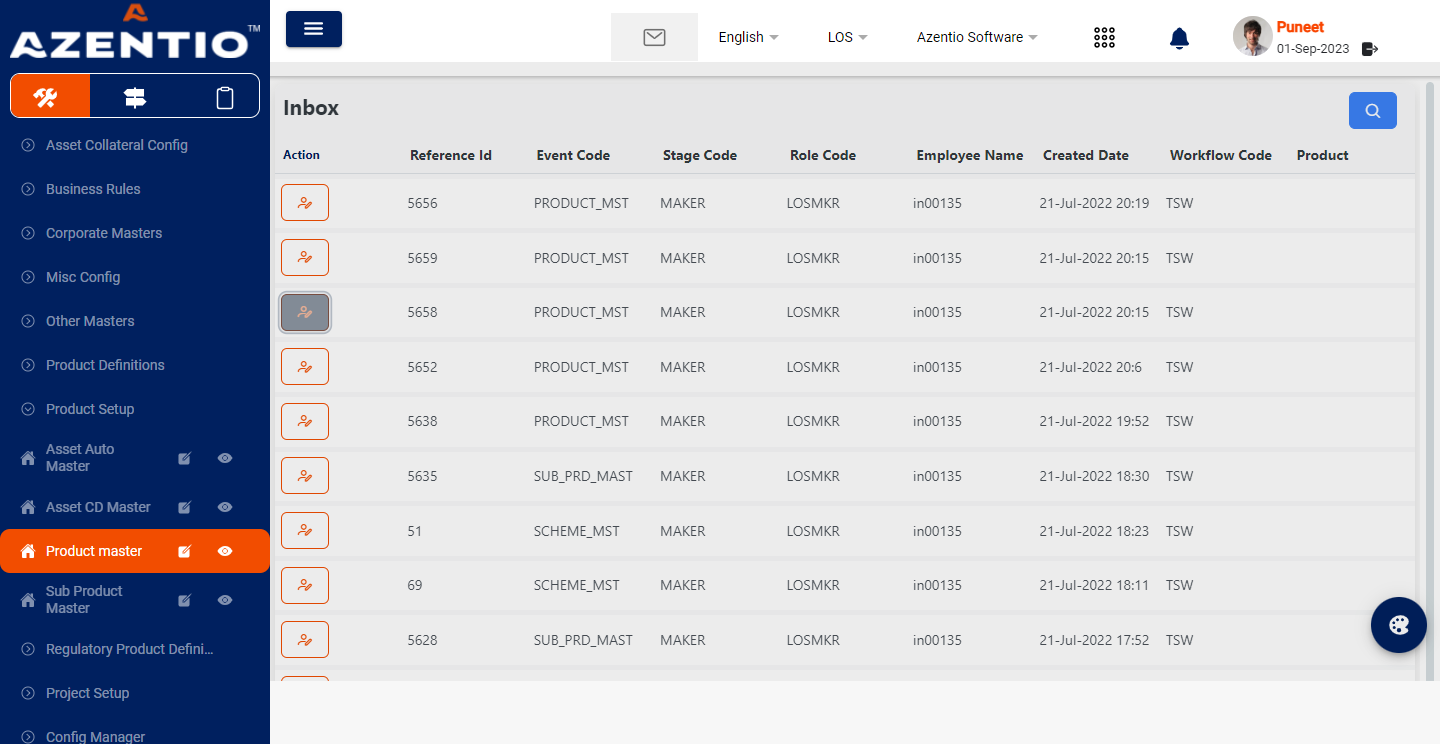 AZENTIO™
English
LOS
Azentio Software
Puneet
01-Sep-2023
Asset Collateral Config
Business Rules
Corporate Masters
Misc Config
Other Masters
Product Definitions
Product Setup
Asset Auto
Master
Asset CD Master
Product master
Sub Product
Master
Regulatory Product Defini...
Project Setup
Config Manager
Inbox
Action Reference Id Event Code Stage Code Role Code Employee Name Created Date Workflow Code Product
5656 PRODUCT_MST MAKER LOSMKR in00135 21-Jul-2022 20:19 TSW
5659 PRODUCT_MST MAKER LOSMKR in00135 21-Jul-2022 20:15 TSW
5658 PRODUCT_MST MAKER LOSMKR in00135 21-Jul-2022 20:15 TSW
5652 PRODUCT_MST MAKER LOSMKR in00135 21-Jul-2022 20:6 TSW
5638 PRODUCT_MST MAKER LOSMKR in00135 21-Jul-2022 19:52 TSW
5635 SUB_PRD_MAST MAKER LOSMKR in00135 21-Jul-2022 18:30 TSW
51 SCHEME_MST MAKER LOSMKR in00135 21-Jul-2022 18:23 TSW
69 SCHEME_MST MAKER LOSMKR in00135 21-Jul-2022 18:11 TSW
5628 SUB_PRD_MAST MAKER LOSMKR in00135 21-Jul-2022 17:52 TSW